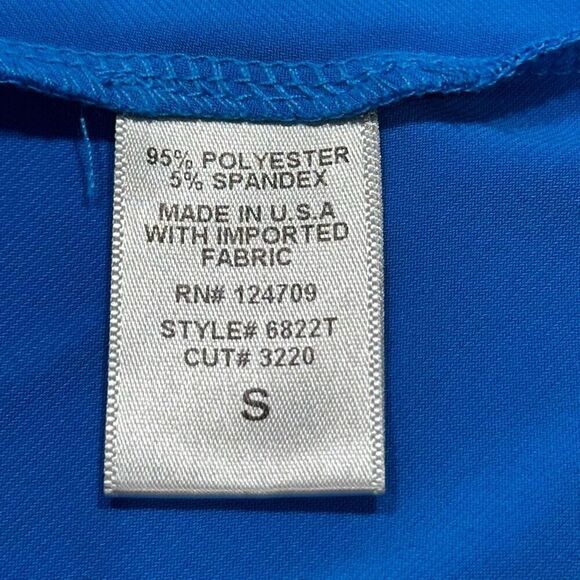 95% POLYESTER
5% SPANDEX
MADE IN U.S.A
WITH IMPORTED
FABRIC
RN# 124709
STYLE# 6822T
CUT# 3220
S